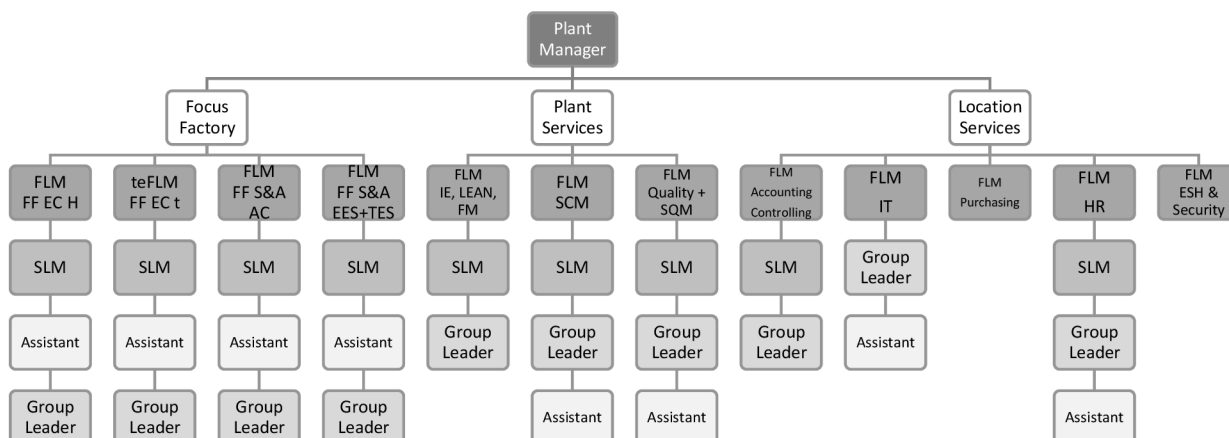 Plant
Manager
Focus
Factory
Plant
Services
Location
Services
FLM
FF EC H
teFLM
FF EC t
FLM
FF S&A
AC
FLM
FF S&A
EES+TES
FLM
IE, LEAN,
FM
FLM
SCM
FLM
Quality +
SQM
FLM
Accounting
Controlling
FLM
IT
FLM
Purchasing
FLM
HR
FLM
ESH &
Security
SLM
SLM
SLM
SLM
SLM
SLM
SLM
SLM
Group
Leader
SLM
Assistant
Assistant
Assistant
Assistant
Group
Leader
Group
Leader
Group
Leader
Group
Leader
Assistant
Group
Leader
Group
Leader
Group
Leader
Group
Leader
Group
Leader
Assistant
Assistant
Assistant